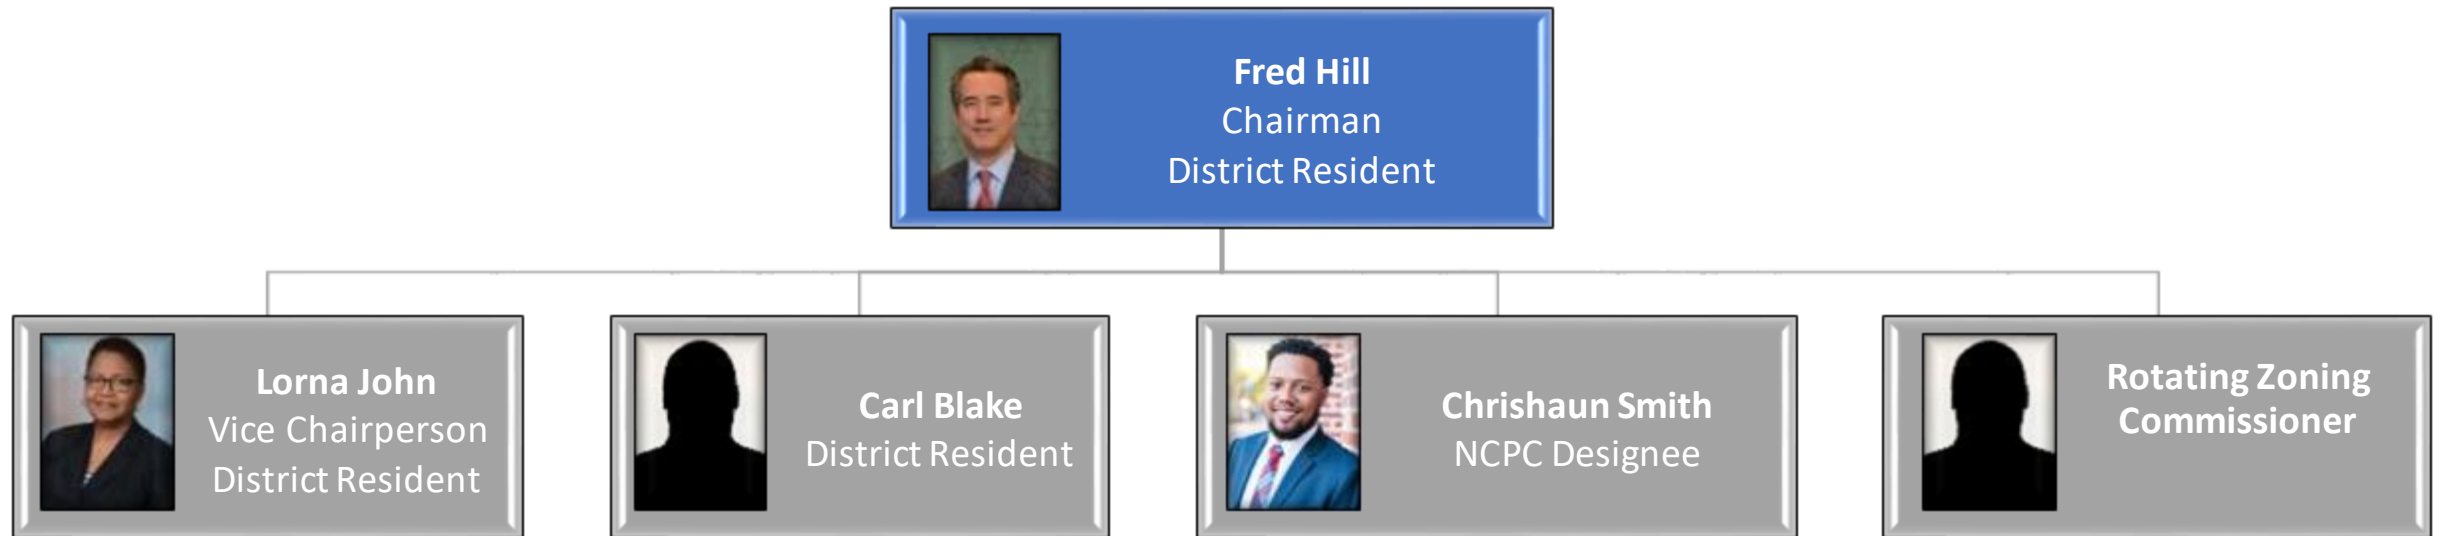 Fred Hill
Chairman
District Resident
Lorna John
Vice Chairperson
District Resident
Carl Blake
District Resident
Chrishaun Smith
NCPC Designee
Rotating Zoning
Commissioner